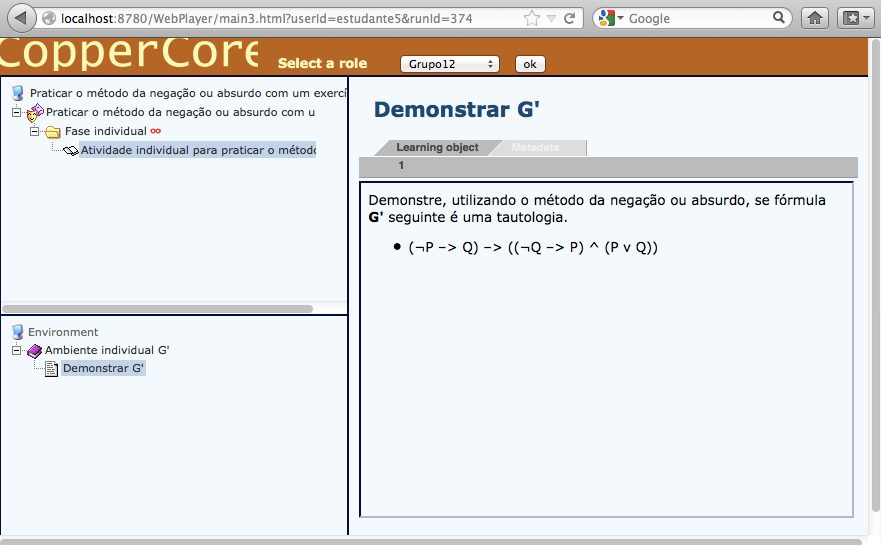 localhost:8780/WebPlayer/main3.html?userId=estudante5&runId=374
Google
CopperCore
Select a role
Grupo12
ok
Praticar o método da negação ou absurdo com um exercí
Praticar o método da negação ou absurdo com u
Fase individual
Atividade individual para praticar o método
Environment
Ambiente individual G'
Demonstrar G'
Demonstrar G'
Learning object
Metadata
1
Demonstre, utilizando o método da negação ou absurdo, se fórmula
G' seguinte é uma tautologia.
• (¬P -> Q) -> ((¬Q -> P) ^ (P v Q))